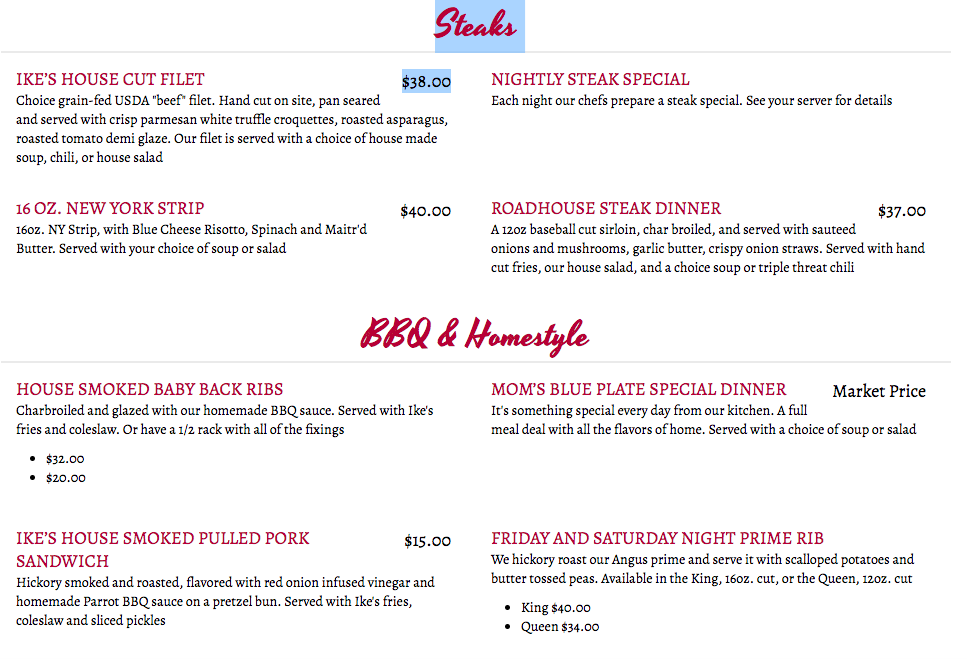 Steaks
IKE'S HOUSE CUT FILET
$38.00
Choice grain-fed USDA "beef" filet. Hand cut on site, pan seared
and served with crisp parmesan white truffle croquettes, roasted asparagus,
roasted tomato demi glaze. Our filet is served with a choice of house made
soup, chili, or house salad
NIGHTLY STEAK SPECIAL
Each night our chefs prepare a steak special. See your server for details
16 OZ. NEW YORK STRIP
$40.00
16oz. NY Strip, with Blue Cheese Risotto, Spinach and Maitr'd
Butter. Served with your choice of soup or salad
ROADHOUSE STEAK DINNER
$37.00
A 12oz baseball cut sirloin, char broiled, and served with sauteed
onions and mushrooms, garlic butter, crispy onion straws. Served with hand
cut fries, our house salad, and a choice soup or triple threat chili
BBQ & Homestyle
HOUSE SMOKED BABY BACK RIBS
Charbroiled and glazed with our homemade BBQ sauce. Served with Ike's
fries and coleslaw. Or have a 1/2 rack with all of the fixings
• $32.00
• $20.00
MOM'S BLUE PLATE SPECIAL DINNER
Market Price
It's something special every day from our kitchen. A full
meal deal with all the flavors of home. Served with a choice of soup or salad
IKE'S HOUSE SMOKED PULLED PORK
SANDWICH
$15.00
Hickory smoked and roasted, flavored with red onion infused vinegar and
homemade Parrot BBQ sauce on a pretzel bun. Served with Ike's fries,
coleslaw and sliced pickles
FRIDAY AND SATURDAY NIGHT PRIME RIB
We hickory roast our Angus prime and serve it with scalloped potatoes and
butter tossed peas. Available in the King, 16oz. cut, or the Queen, 12oz. cut
• King $40.00
• Queen $34.00